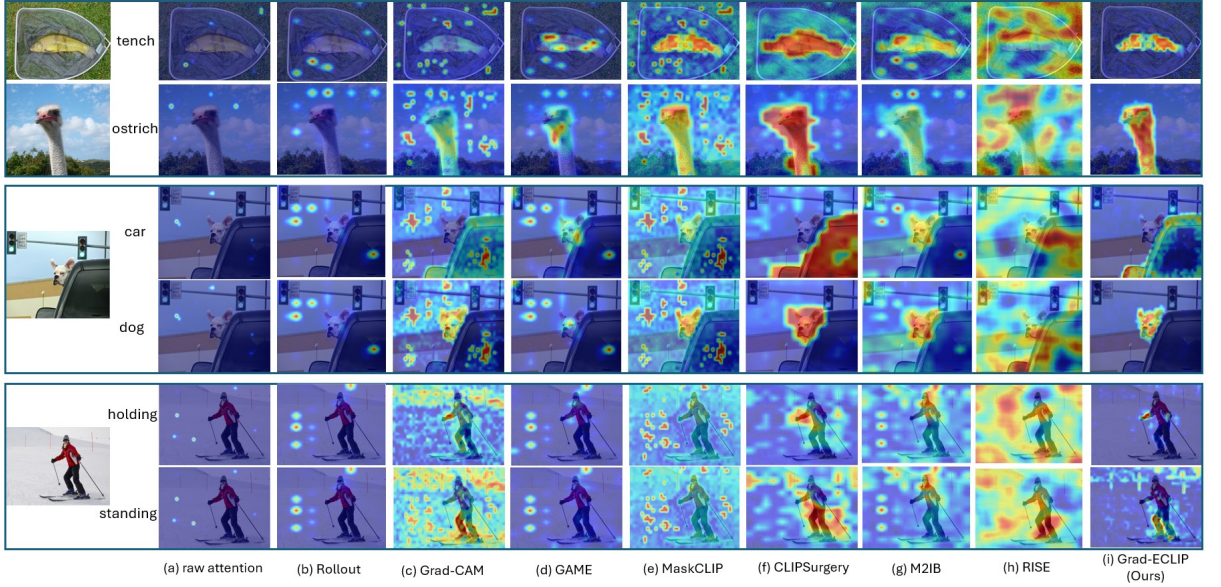 tench
ostrich
car
dog
holding
standing
(a) raw attention (b) Rollout (c) Grad-CAM (d) GAME (e) MaskCLIP (f) CLIPSurgery (g) M2IB (h) RISE (i) Grad-ECLIP
(Ours)